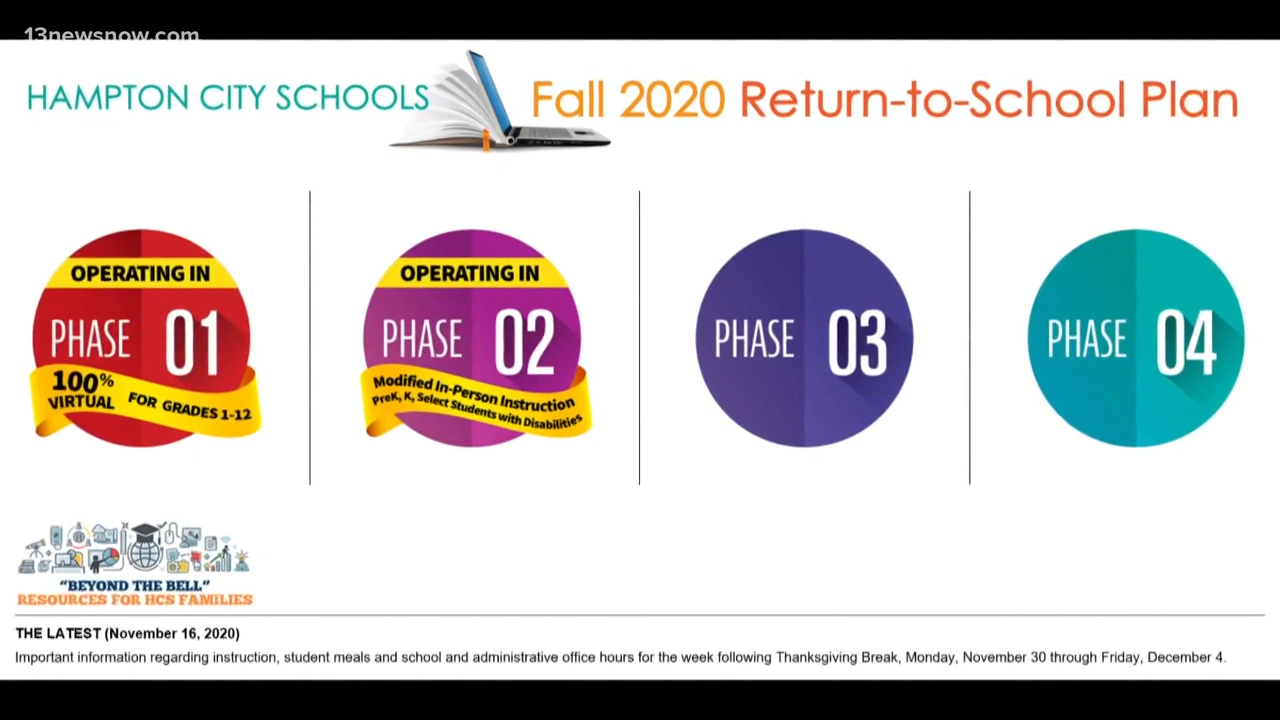 13newsnow.com
HAMPTON CITY SCHOOLS
Fall 2020 Return-to-School Plan
OPERATING IN
PHASE 01
100% VIRTUAL
FOR GRADES 1-12
OPERATING IN
PHASE 02
Modified In-Person Instruction
PreK, K, Select Students with Disabilities
PHASE 03
PHASE 04
"BEYOND THE BELL"
RESOURCES FOR HCS FAMILIES
THE LATEST (November 16, 2020)
Important information regarding instruction, student meals and school and administrative office hours for the week following Thanksgiving Break, Monday, November 30 through Friday, December 4.